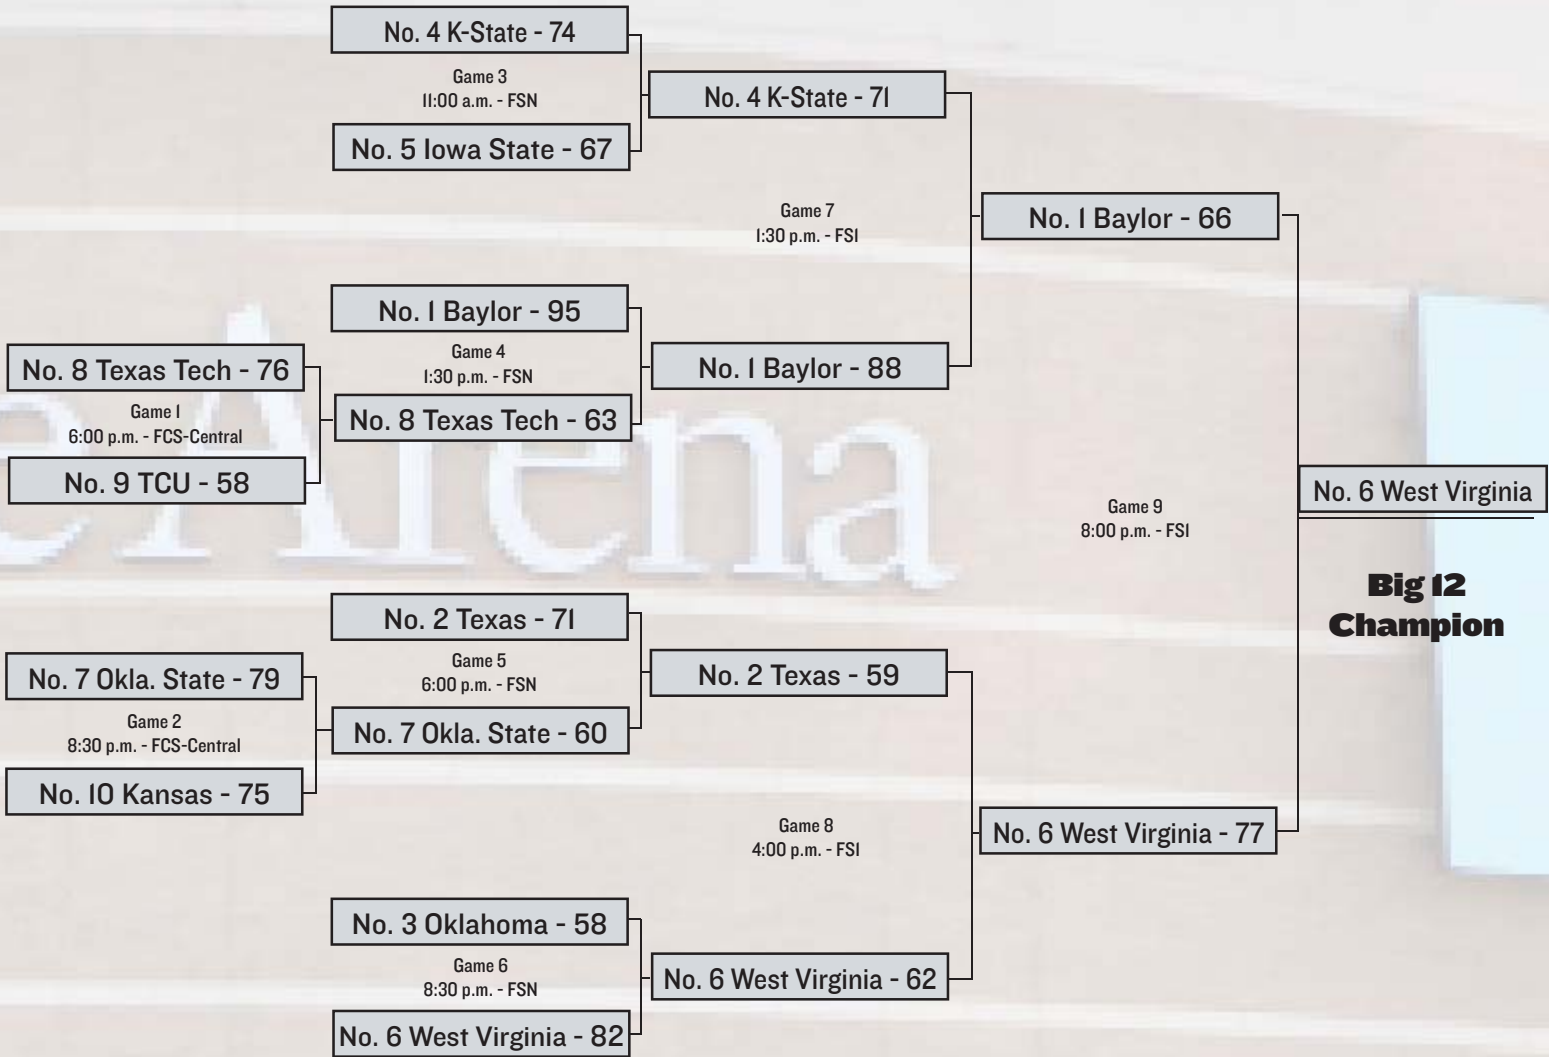 No. 4 K-State - 74
Game 3
11:00 a.m. - FSN
No. 5 Iowa State - 67
No. 4 K-State - 71
Game 7
1:30 p.m. - FS1
No. 1 Baylor - 66
No. 1 Baylor - 95
Game 4
1:30 p.m. - FSN
No. 8 Texas Tech - 63
No. 1 Baylor - 88
No. 8 Texas Tech - 76
Game 1
6:00 p.m. - FCS-Central
No. 9 TCU - 58
e Arena
Game 9
8:00 p.m. - FS1
No. 6 West Virginia
Big 12
Champion
No. 2 Texas - 71
Game 5
6:00 p.m. - FSN
No. 7 Okla. State - 60
No. 2 Texas - 59
No. 7 Okla. State - 79
Game 2
8:30 p.m. - FCS-Central
No. 10 Kansas - 75
Game 8
4:00 p.m. - FS1
No. 6 West Virginia - 77
No. 3 Oklahoma - 58
Game 6
8:30 p.m. - FSN
No. 6 West Virginia - 82
No. 6 West Virginia - 62